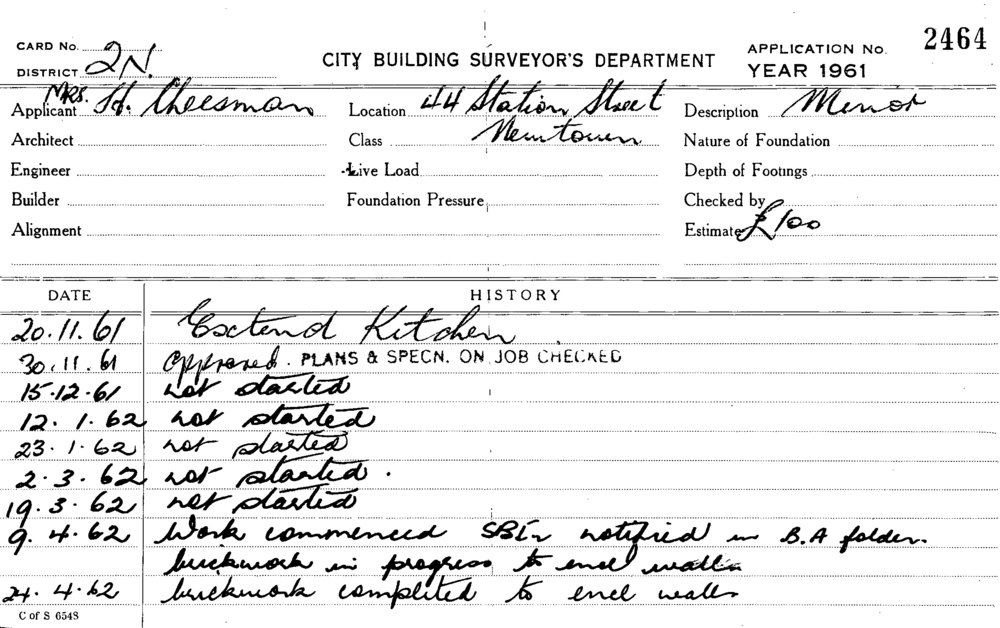 CARD No. 2N.
DISTRICT
CITY BUILDING SURVEYOR'S DEPARTMENT
APPLICATION No. 2464
YEAR 1961
Applicant Mrs. H. Cheesman
Location 44 Station Street
Description Minor
Architect
Class Newtown
Nature of Foundation
Engineer
Live Load
Depth of Footings
Builder
Foundation Pressure
Checked by
Alignment
Estimate £100
DATE HISTORY
20.11.61 Extend Kitchen
30.11.61 Approved. PLANS & SPECN. ON JOB CHECKED
15.12.61 not started
12.1.62 not started
23.1.62 not started
2.3.62 not started.
19.3.62 not started
9.4.62 Work commenced notified in B.A folder.
brickwork in progress to encl walls
24.4.62 brickwork completed to encl walls
C of S 6548